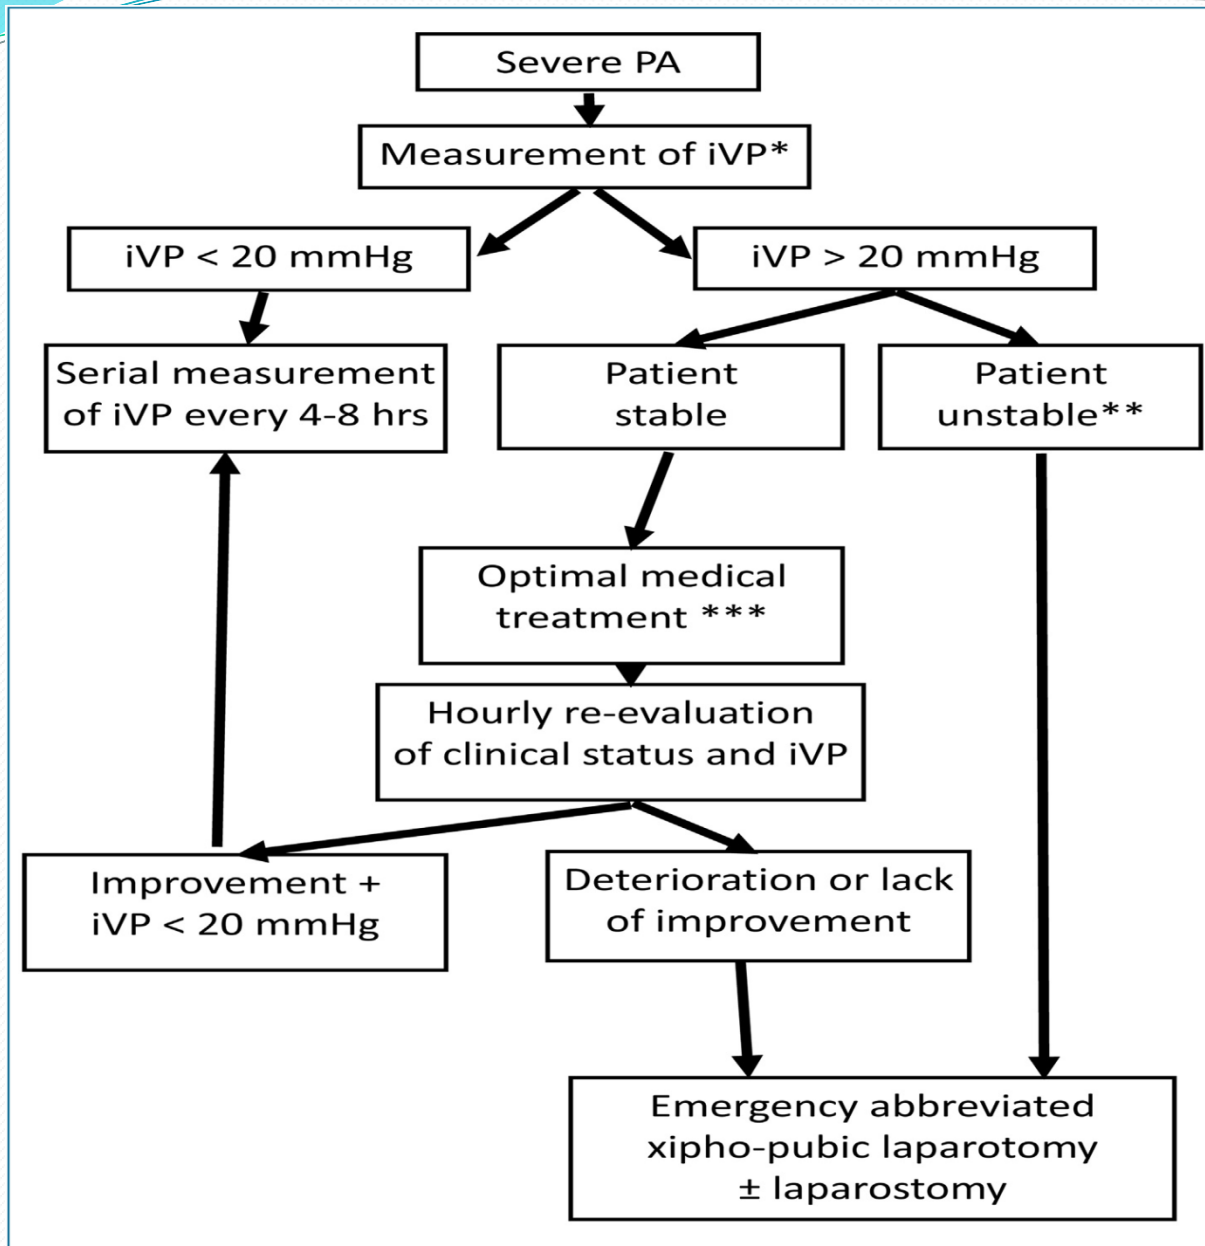 Severe PA
Measurement of iVP*
iVP < 20 mmHg
iVP > 20 mmHg
Serial measurement
of iVP every 4-8 hrs
Patient
stable
Patient
unstable**
Optimal medical
treatment ***
Hourly re-evaluation
of clinical status and iVP
Improvement +
iVP < 20 mmHg
Deterioration or lack
of improvement
Emergency abbreviated
xipho-pubic laparotomy
± laparostomy